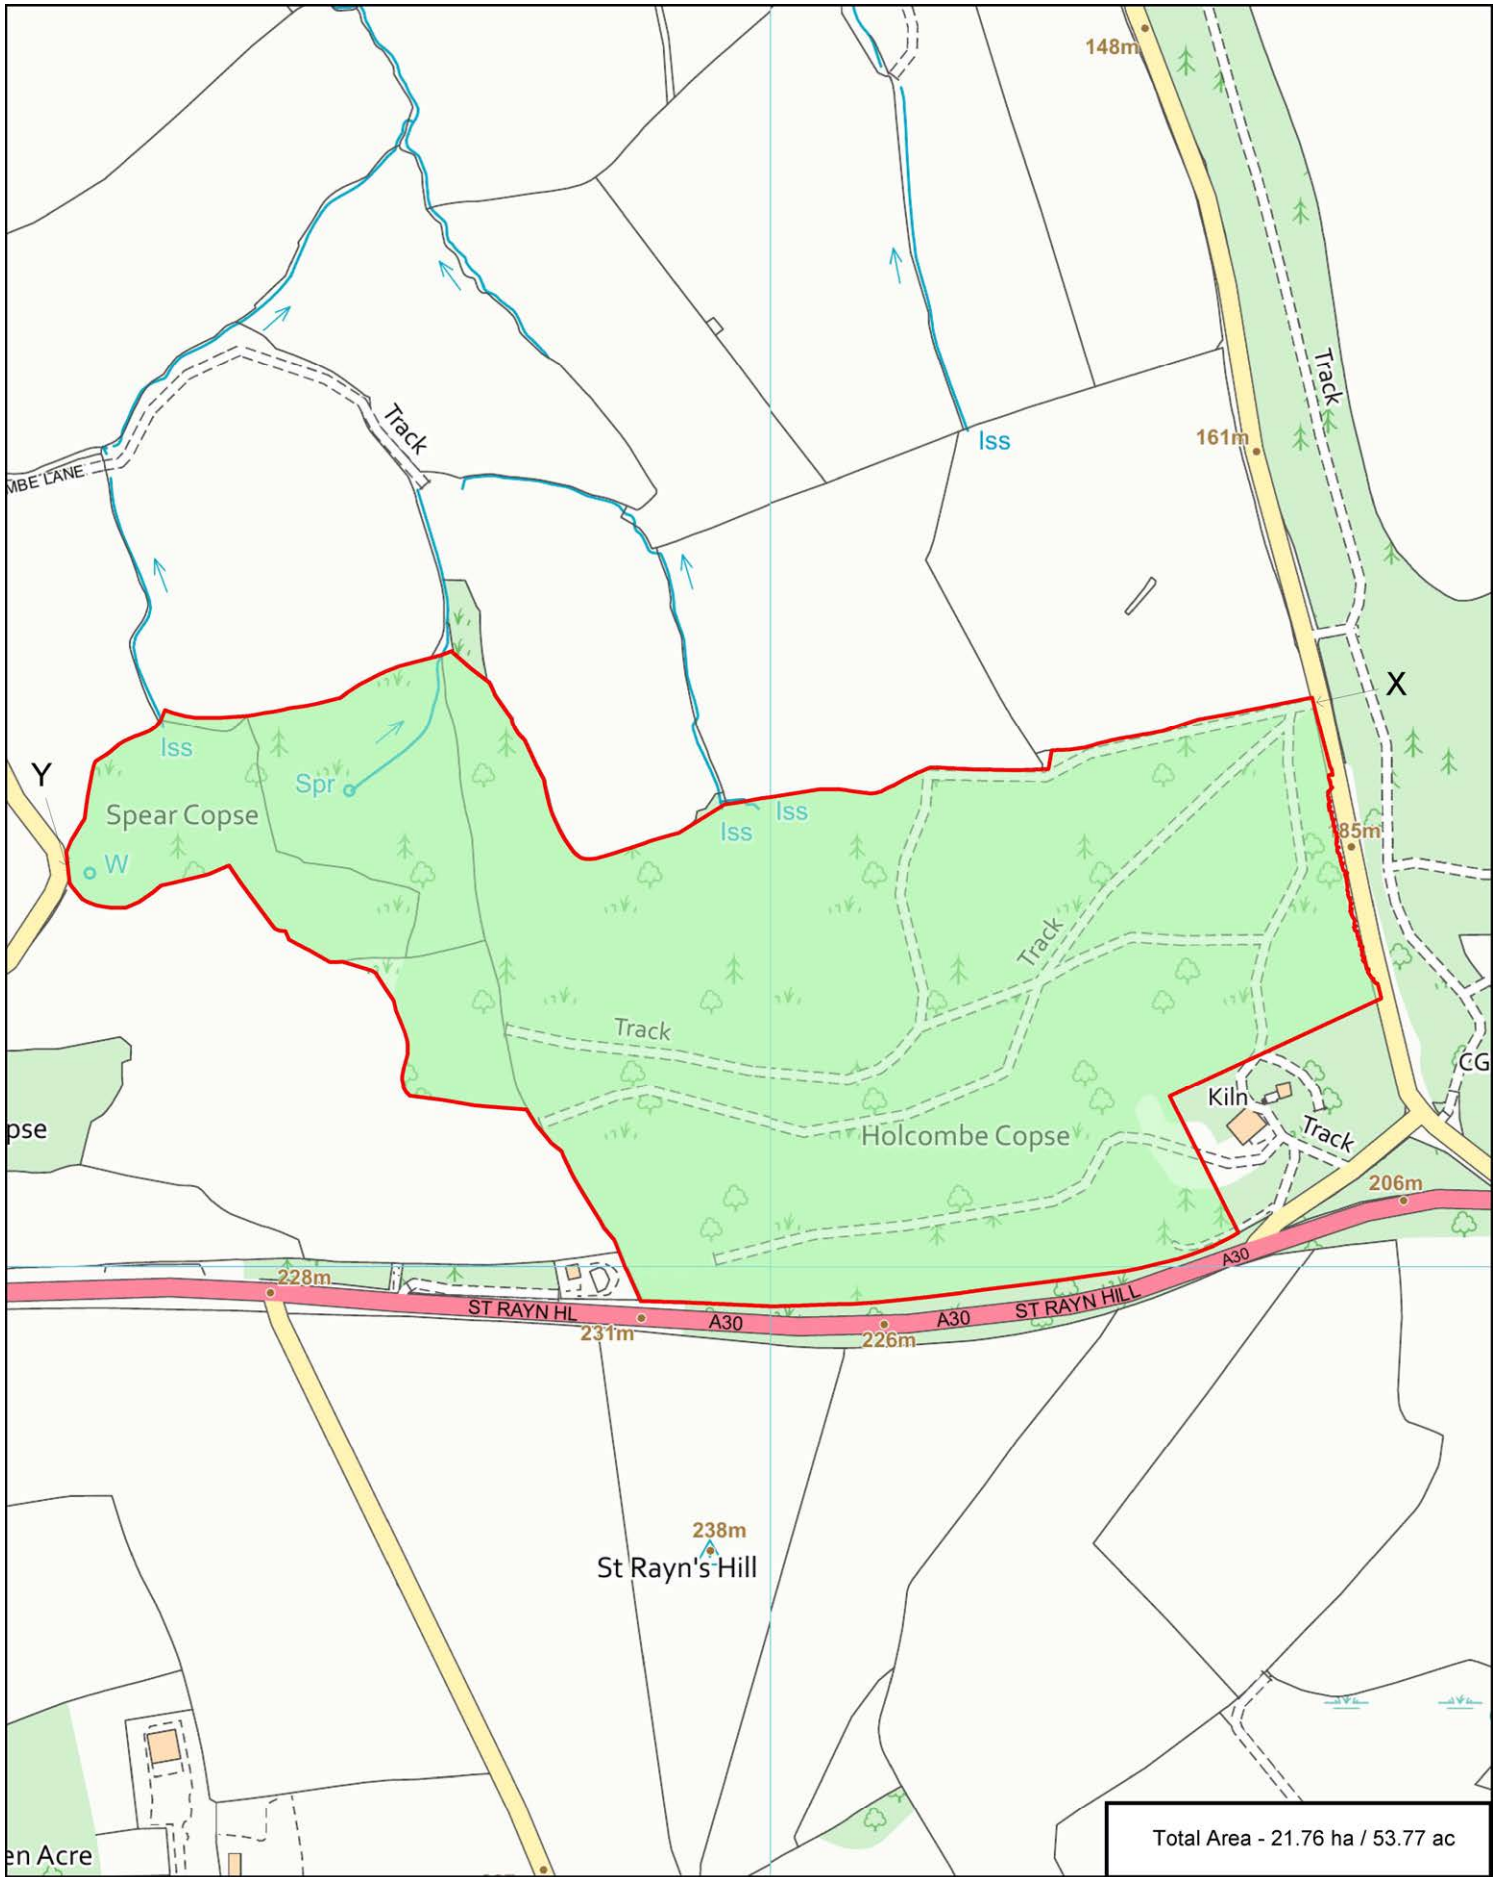 148m
Track
161m
Iss
Track
MBE LANE
X
Y
Iss
Spr
Spear Copse
Iss
Iss
85m
W
Track
Track
CG
Kiln
pse
Holcombe Copse
Track
206m
A30
228m
ST RAYN HL
231m
A30
226m
A30
ST RAYN HILL
238m
St Rayn's Hill
en Acre
Total Area - 21.76 ha / 53.77 ac